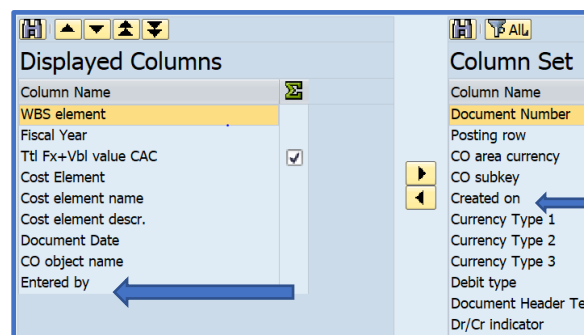 ALL
Displayed Columns
Column Name
WBS element
Fiscal Year
Ttl Fx+Vbl value CAC
Cost Element
Cost element name
Cost element descr.
Document Date
CO object name
Entered by
Column Set
Column Name
Document Number
Posting row
CO area currency
CO subkey
Created on
Currency Type 1
Currency Type 2
Currency Type 3
Debit type
Document Header Te
Dr/Cr indicator